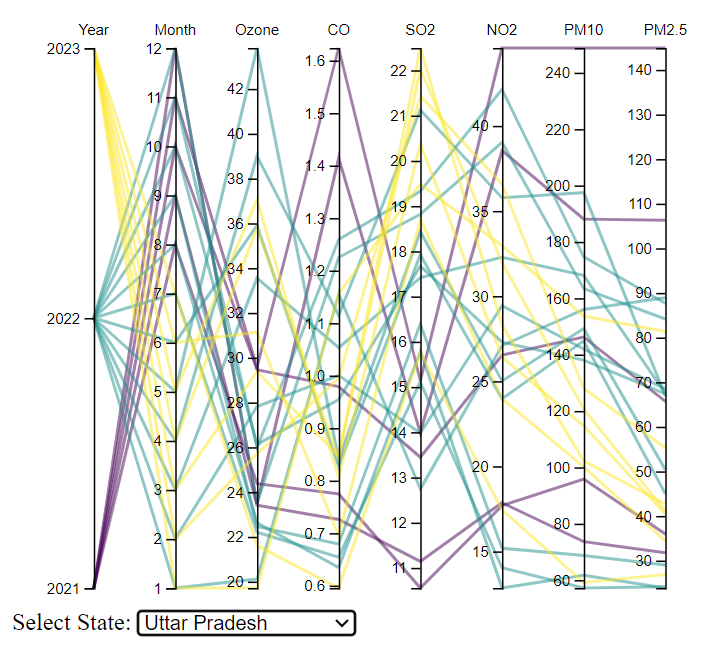 Year Month Ozone CO SO2 NO2 PM10 PM2.5
2023 12 1.6 22 240 140
11 42 21 130
1.5 40 220 120
10 40 20 200 110
1.4 38 35 100
9 36 1.3 19 180 90
8 34 1.2 18 160 80
7 32 17 30
2022 1.1 140 70
6 30 16
5 28 1.0 15 25 120 60
4 26 0.9 14 100 50
3 24 0.8 13 20
2 22 0.7 12 80 40
15 30
2021 1 20 0.6 11 60
Select State: Uttar Pradesh